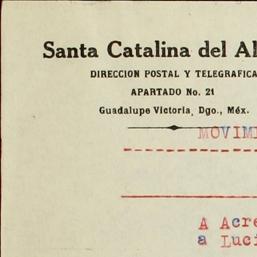 Santa Catalina del Al
DIRECCION POSTAL Y TELEGRAFICA
APARTADO No. 21
Guadalupe Victoria, Dgo., Méx.
MOVIM
A Acre
a Luci